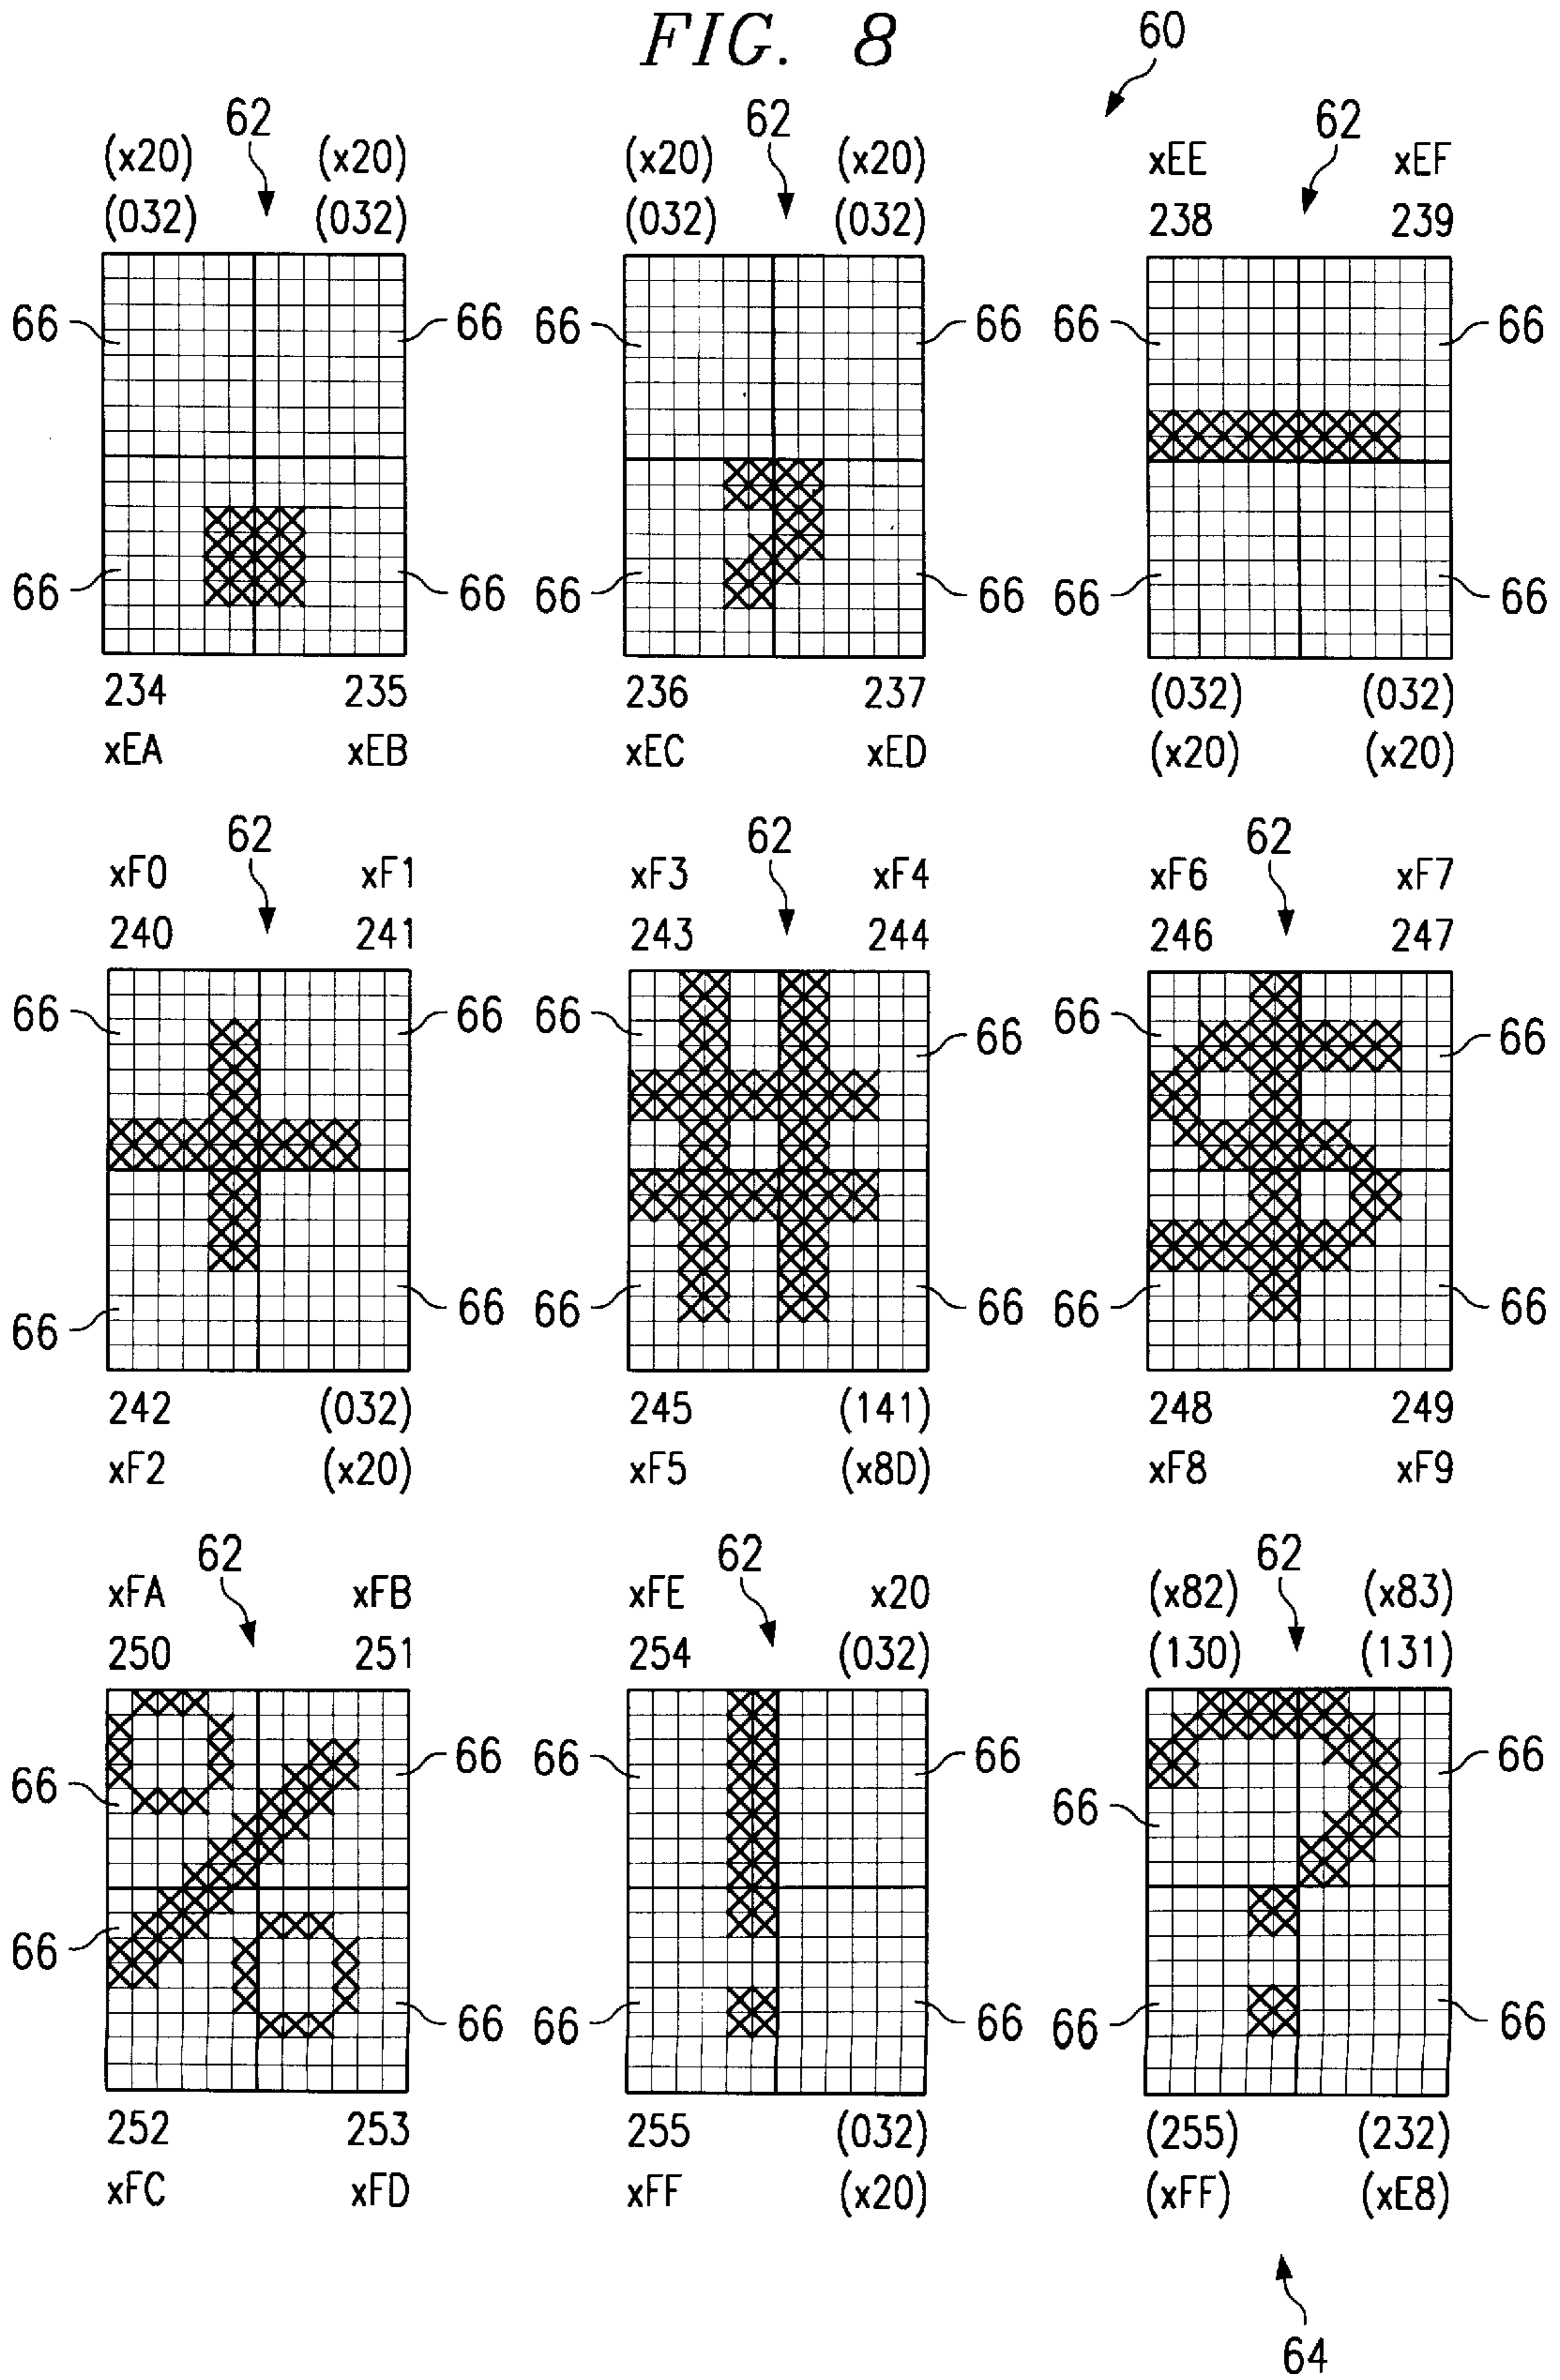 FIG. 8
60
62 62 62
(x20) (x20) (x20) (x20) xEE xEF
(032) (032) (032) (032) 238 239
66 66 66 66 66 66
66 66 66 66 66 66
234 235 236 237 (032) (032)
xEA xEB xEC xED (x20) (x20)
62 62 62
xF0 xF1 xF3 xF4 xF6 xF7
240 241 243 244 246 247
66 66 66 66 66 66
66 66 66 66 66 66
242 (032) 245 (141) 248 249
xF2 (x20) xF5 (x8D) xF8 xF9
62 62 62
xFA xFB xFE x20 (x82) (x83)
250 251 254 (032) (130) (131)
66 66 66 66 66 66
66 66 66 66 66 66
252 253 255 (032) (255) (232)
xFC xFD xFF (x20) (xFF) (xE8)
64